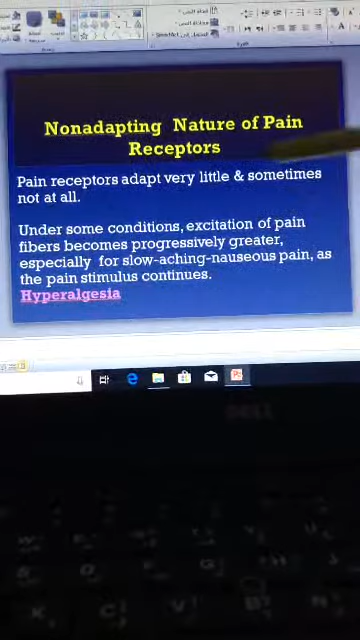 Nonadapting Nature of Pain
Receptors
Pain receptors adapt very little & sometimes
not at all.
Under some conditions, excitation of pain
fibers becomes progressively greater,
especially for slow-aching-nauseous pain, as
the pain stimulus continues.
Hyperalgesia
DELL